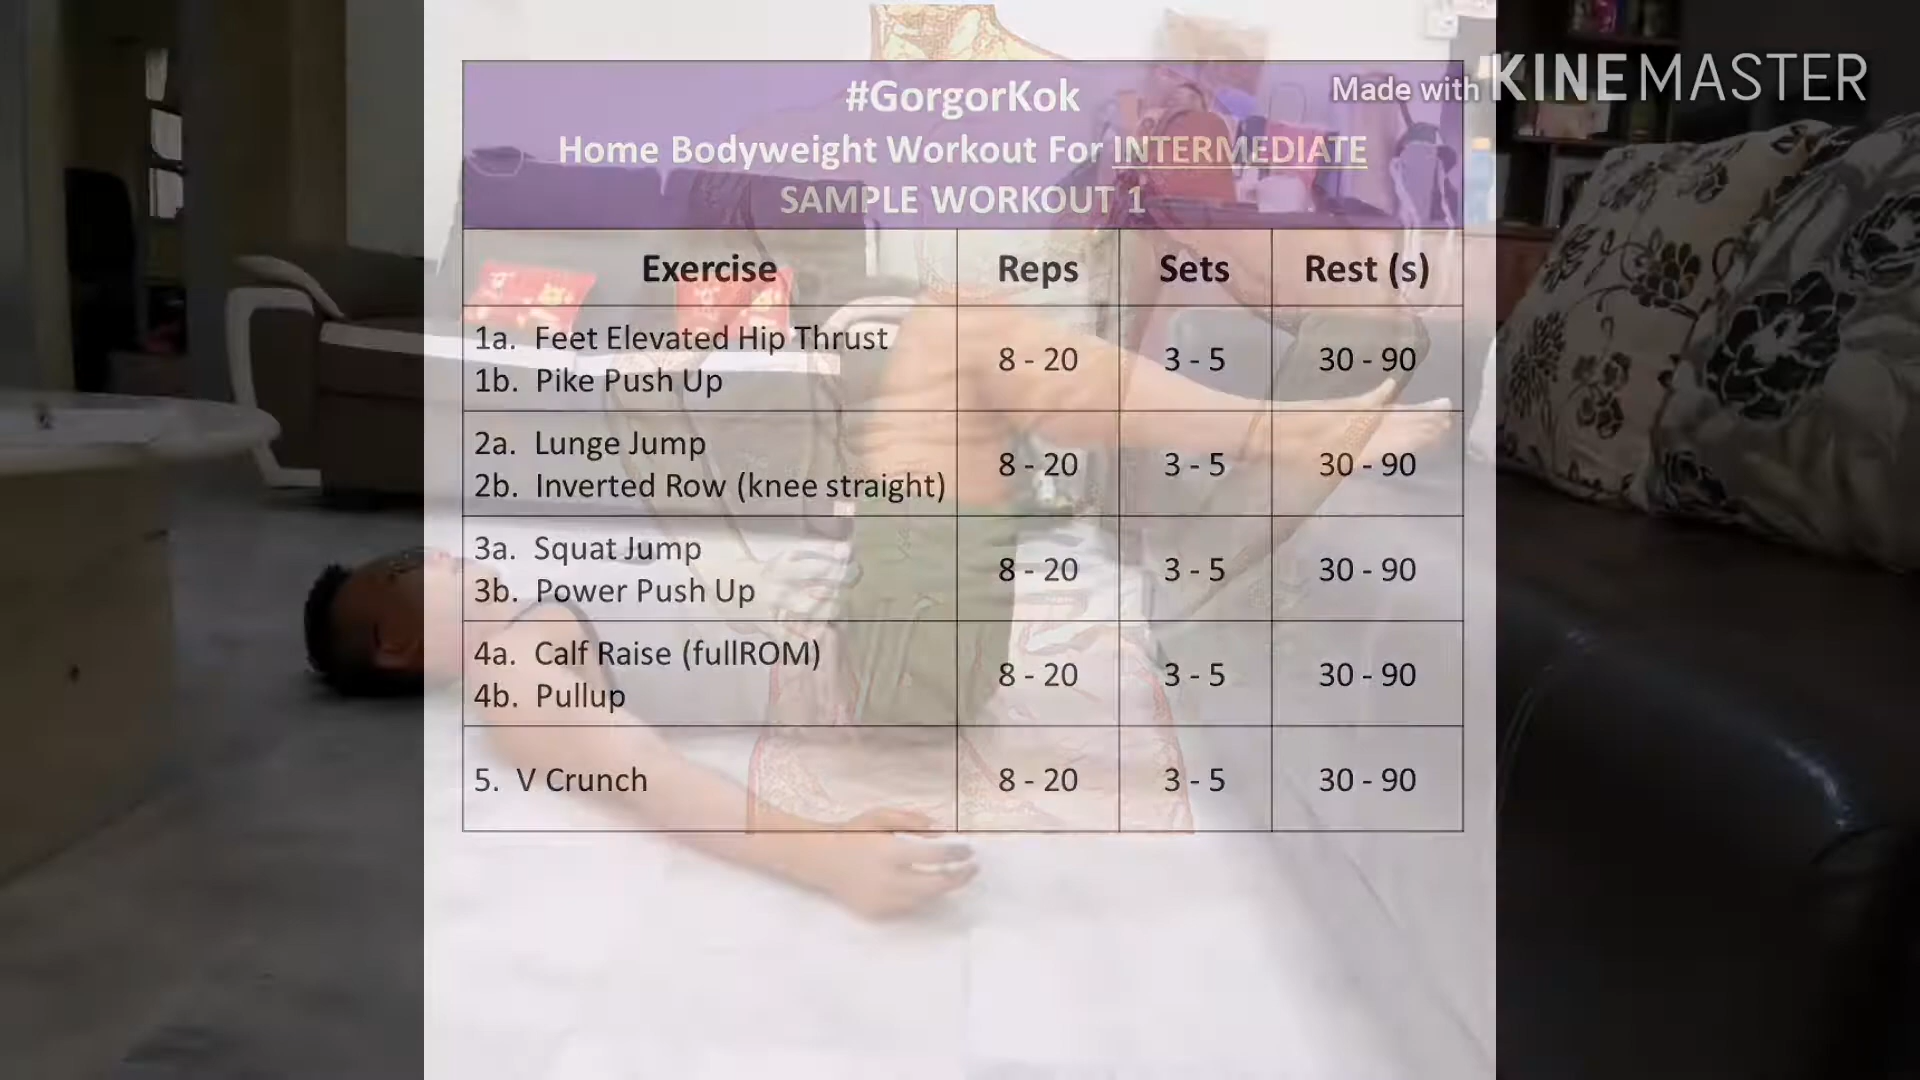 Made with KINEMASTER
#GorgorKok
Home Bodyweight Workout For INTERMEDIATE
SAMPLE WORKOUT 1
Exercise Reps Sets Rest (s)
1a. Feet Elevated Hip Thrust
1b. Pike Push Up
8 - 20 3 - 5 30 - 90
2a. Lunge Jump
2b. Inverted Row (knee straight)
8 - 20 3 - 5 30 - 90
3a. Squat Jump
3b. Power Push Up
8 - 20 3 - 5 30 - 90
4a. Calf Raise (fullROM)
4b. Pullup
8 - 20 3 - 5 30 - 90
5. V Crunch 8 - 20 3 - 5 30 - 90